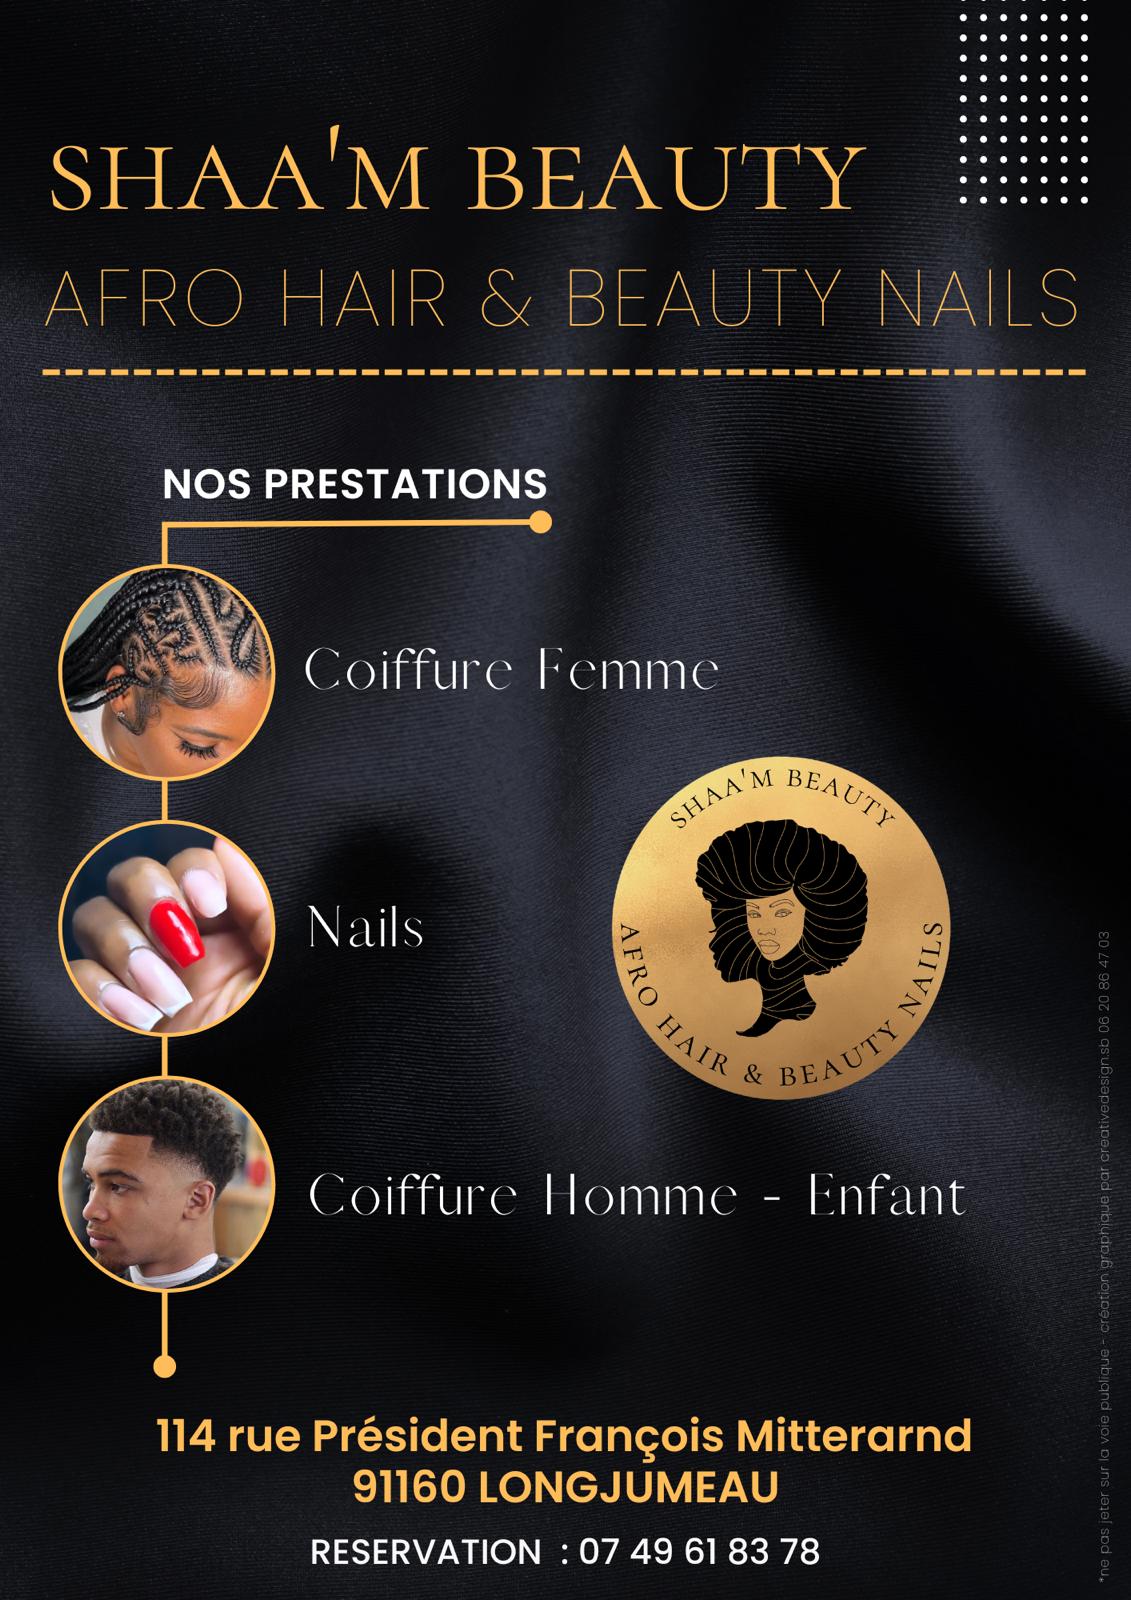 SHAA'M BEAUTY
AFRO HAIR & BEAUTY NAILS
NOS PRESTATIONS
Coiffure Femme
Nails
Coiffure Homme - Enfant
SHAA'M BEAUTY
AFRO HAIR & BEAUTY NAILS
114 rue Président François Mitterarnd
91160 LONGJUMEAU
RESERVATION : 07 49 61 83 78
*ne pas jeter sur la voie publique - création graphique par creativedesign.sb 06 20 86 47 03